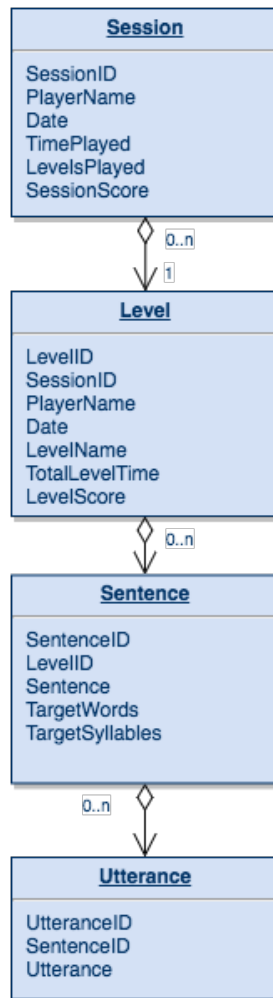 Session
SessionID
PlayerName
Date
TimePlayed
LevelsPlayed
SessionScore
0..n
1
Level
LevelID
SessionID
PlayerName
Date
LevelName
TotalLevelTime
LevelScore
0..n
Sentence
SentenceID
LevelID
Sentence
TargetWords
TargetSyllables
0..n
Utterance
UtteranceID
SentenceID
Utterance